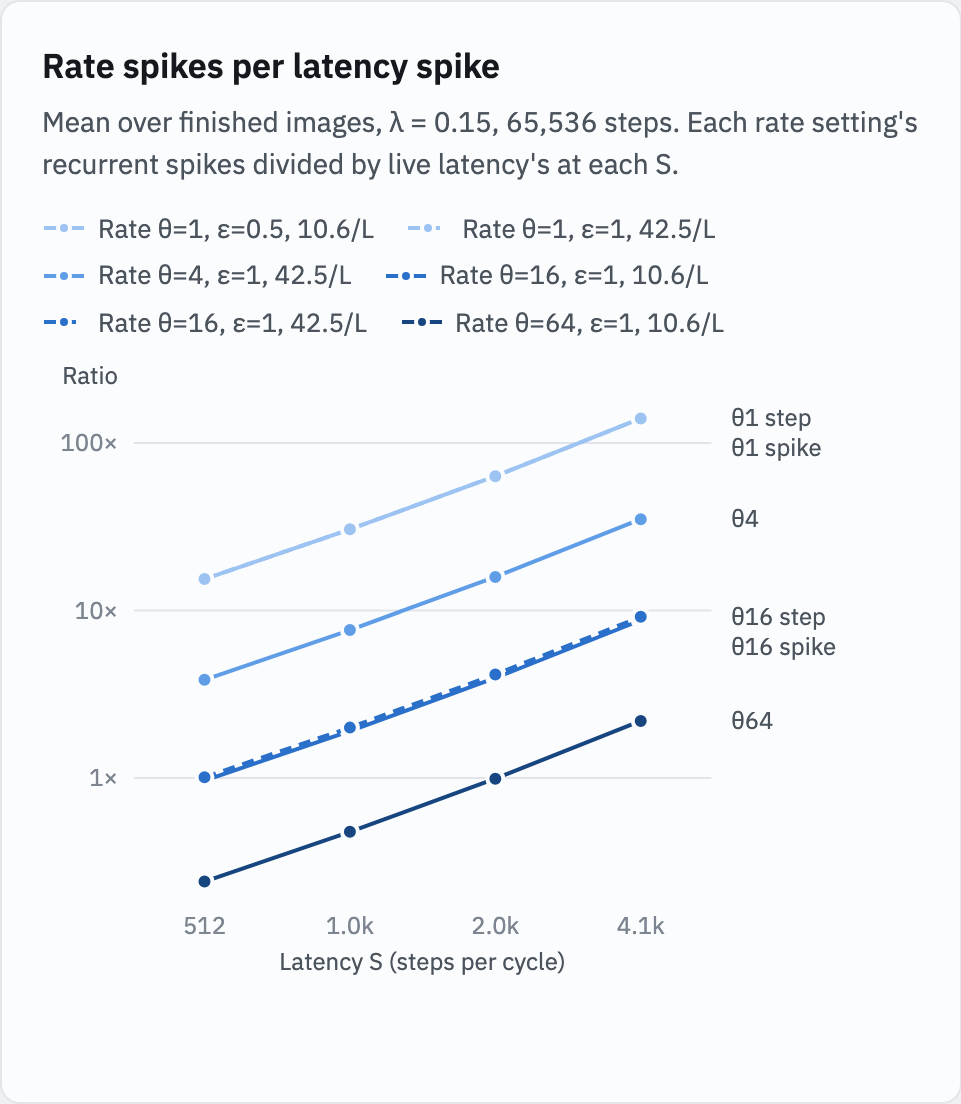 Rate spikes per latency spike
Mean over finished images, λ = 0.15, 65,536 steps. Each rate setting's
recurrent spikes divided by live latency's at each S.
Rate θ=1, ε=0.5, 10.6/L
Rate θ=1, ε=1, 42.5/L
Rate θ=4, ε=1, 42.5/L
Rate θ=16, ε=1, 10.6/L
Rate θ=16, ε=1, 42.5/L
Rate θ=64, ε=1, 10.6/L
Ratio
100×
10×
1×
θ1 step
θ1 spike
θ4
θ16 step
θ16 spike
θ64
512
1.0k
2.0k
4.1k
Latency S (steps per cycle)